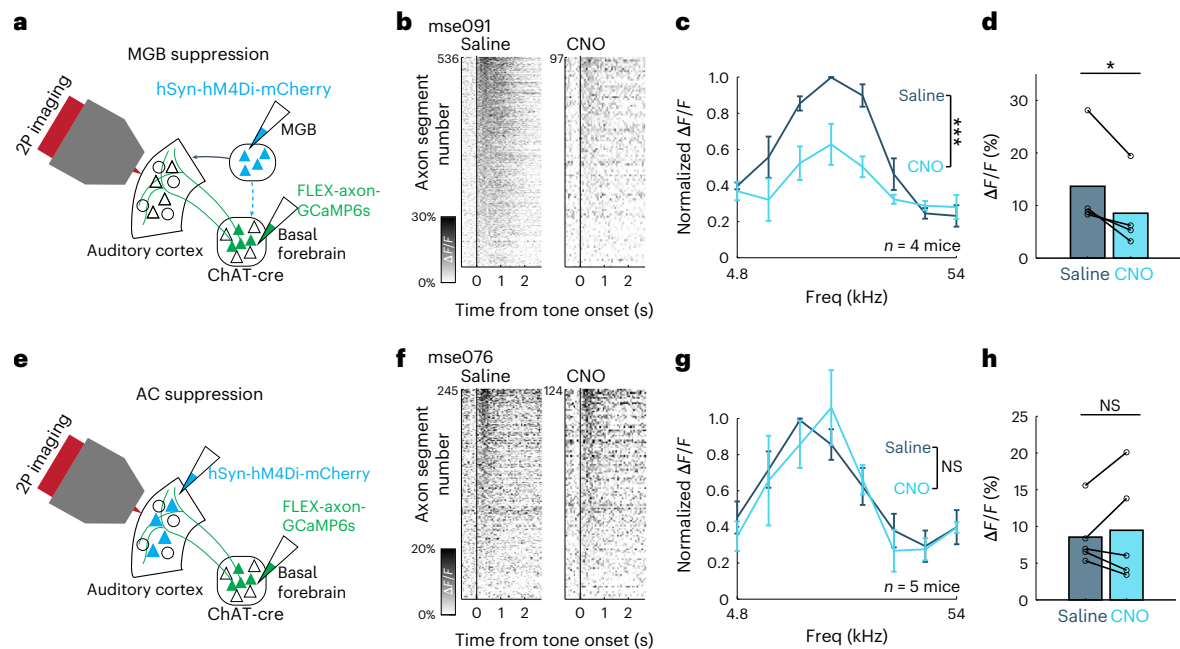 a
MGB suppression
hSyn-hM4Di-mCherry
2P imaging
MGB
FLEX-axon-
GCaMP6s
Auditory cortex
Basal
forebrain
ChAT-cre
b
mse091
Saline
CNO
536
97
Axon segment
number
30%
ΔF/F
0%
0 1 2
0 1 2
Time from tone onset (s)
c
Normalized ΔF/F
1.0
0.8
0.6
0.4
0.2
0
Saline
***
CNO
n = 4 mice
4.8
54
Freq (kHz)
d
*
ΔF/F (%)
30
20
10
0
Saline CNO
e
AC suppression
2P imaging
hSyn-hM4Di-mCherry
FLEX-axon-
GCaMP6s
Auditory cortex
Basal
forebrain
ChAT-cre
f
mse076
Saline
CNO
245
124
Axon segment
number
20%
ΔF/F
0%
0 1 2
0 1 2
Time from tone onset (s)
g
Normalized ΔF/F
1.0
0.8
0.6
0.4
0.2
0
Saline
NS
CNO
n = 5 mice
4.8
54
Freq (kHz)
h
NS
ΔF/F (%)
25
20
15
10
5
0
Saline CNO